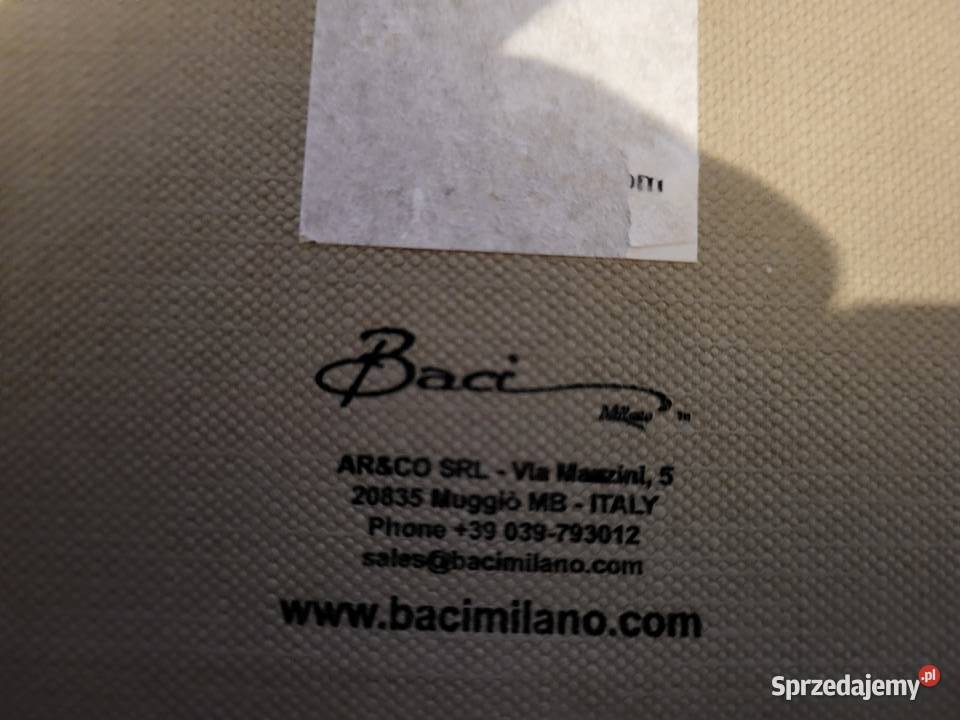 Baci
Milano ™
AR&CO SRL - Via Manzini, 5
20835 Muggiò MB - ITALY
Phone +39 039-793012
sales@bacimilano.com
www.bacimilano.com
Sprzedajemy.pl